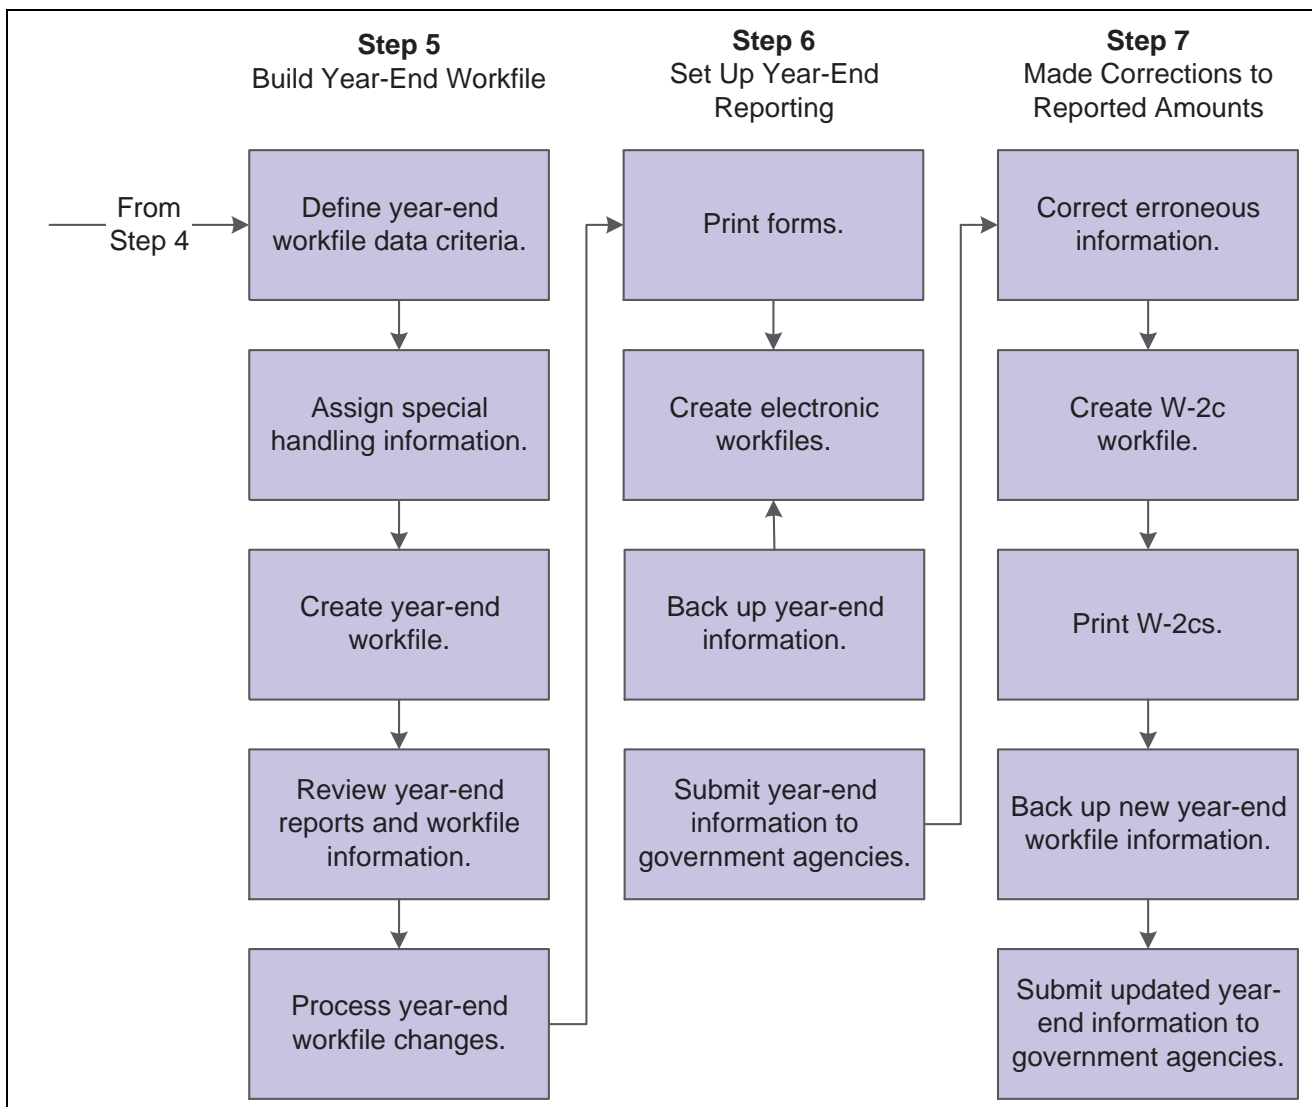 Step 5
Build Year-End Workfile
From
Step 4
Define year-end
workfile data criteria.
Assign special
handling information.
Create year-end
workfile.
Review year-end
reports and workfile
information.
Process year-end
workfile changes.
Step 6
Set Up Year-End
Reporting
Print forms.
Create electronic
workfiles.
Back up year-end
information.
Submit year-end
information to
government agencies.
Step 7
Made Corrections to
Reported Amounts
Correct erroneous
information.
Create W-2c
workfile.
Print W-2cs.
Back up new year-end
workfile information.
Submit updated year-
end information to
government agencies.